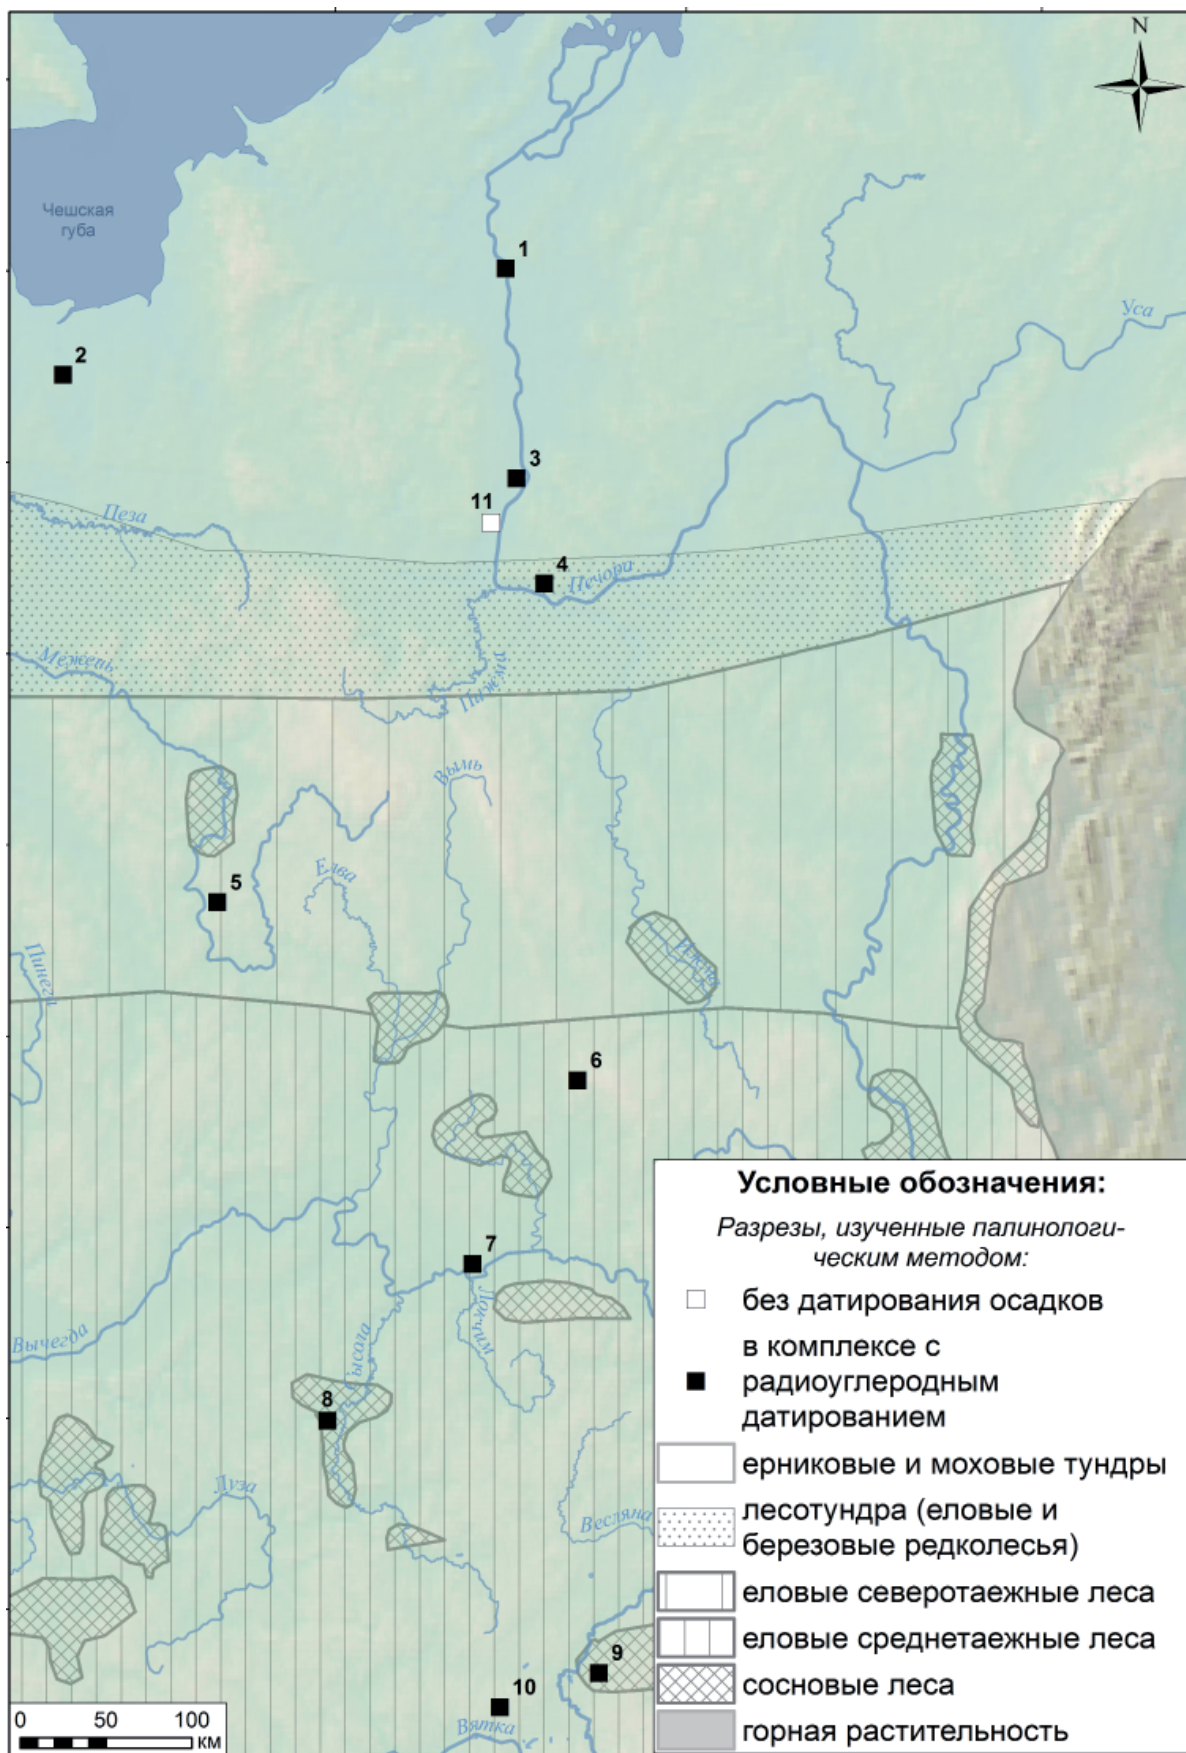 N
Чешская
губа
1
Уса
2
3
11
Пеза
4
Печора
Мезень
Пижма
Вымь
Елва
5
Пинега
Ижма
6
7
Локчим
Вычегда
Сысола
8
Луза
Весляна
9
10
Вятка
0 50 100
км
Условные обозначения:
Разрезы, изученные палинологи-
ческим методом:
без датирования осадков
в комплексе с
радиоуглеродным
датированием
ерниковые и моховые тундры
лесотундра (еловые и
березовые редколесья)
еловые северотаежные леса
еловые среднетаежные леса
сосновые леса
горная растительность